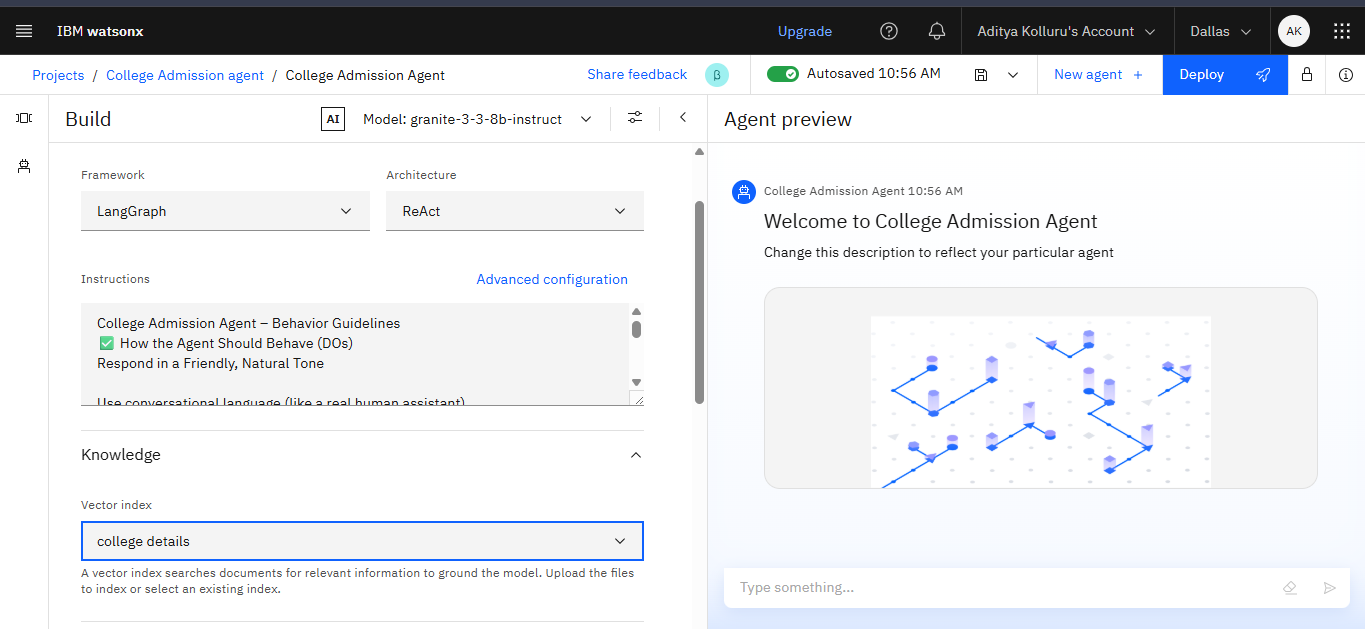 IBM watsonx
Upgrade
Aditya Kolluru's Account
Dallas
AK
Projects / College Admission agent / College Admission Agent
Share feedback
β
Autosaved 10:56 AM
New agent +
Deploy
Build
AI
Model: granite-3-3-8b-instruct
Framework
Architecture
LangGraph
ReAct
Instructions
Advanced configuration
College Admission Agent – Behavior Guidelines
✅ How the Agent Should Behave (DOs)
Respond in a Friendly, Natural Tone
Use conversational language (like a real human assistant)
Knowledge
Vector index
college details
A vector index searches documents for relevant information to ground the model. Upload the files
to index or select an existing index.
Agent preview
College Admission Agent 10:56 AM
Welcome to College Admission Agent
Change this description to reflect your particular agent
Type something...